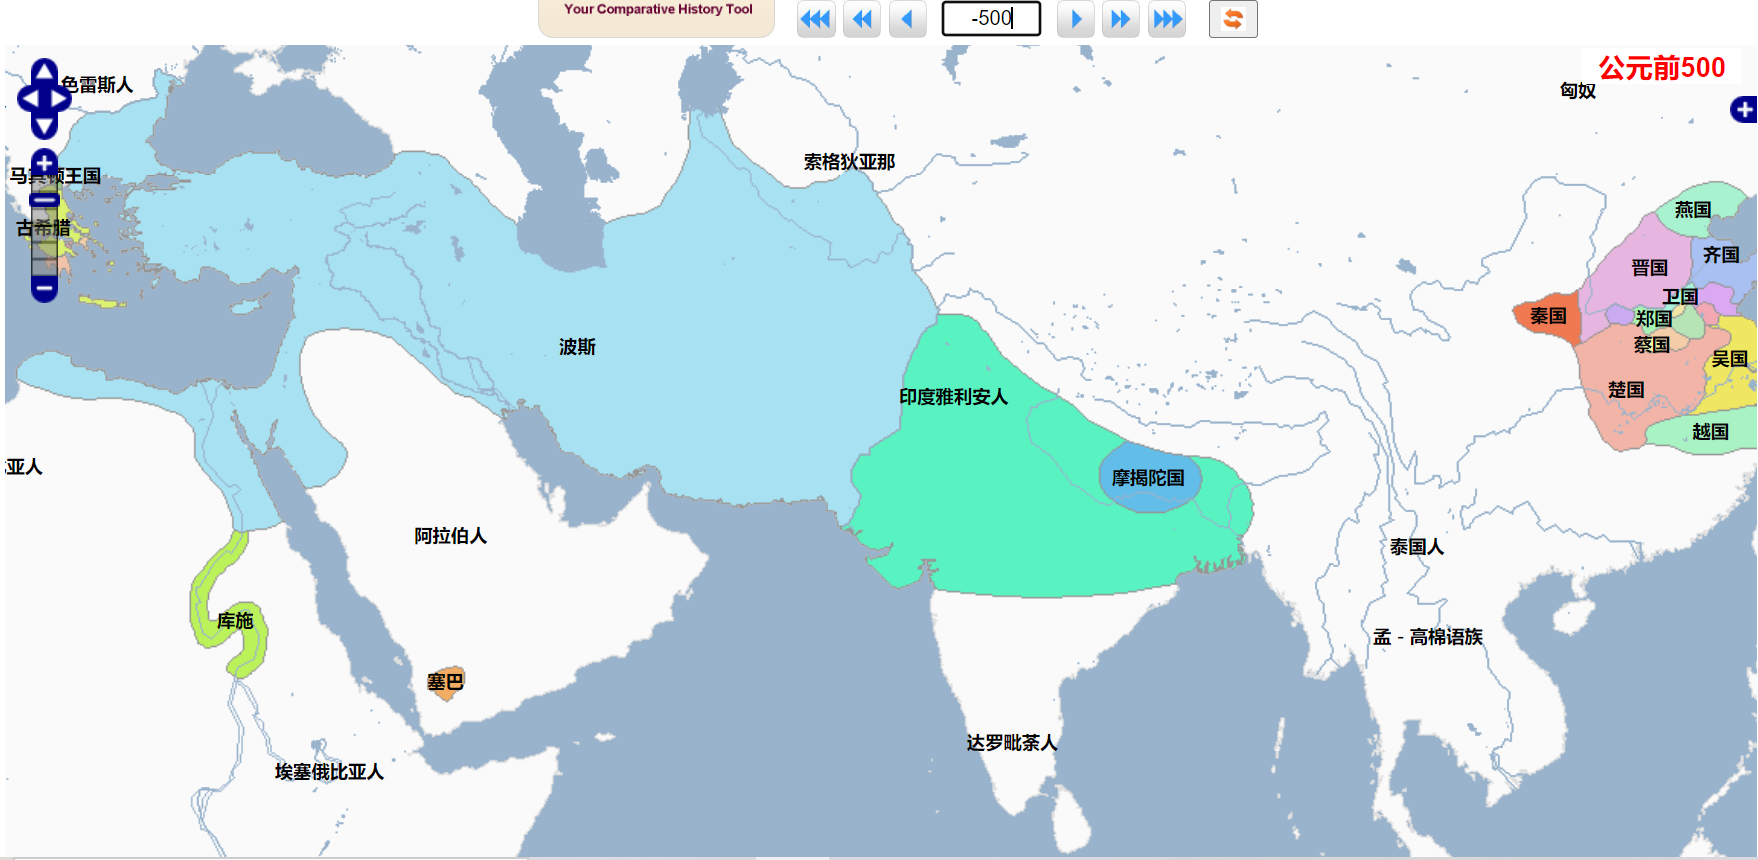 Your Comparative History Tool
-500
公元前500
色雷斯人
匈奴
索格狄亚那
马其顿王国
燕国
古希腊
齐国
晋国
卫国
秦国
郑国
蔡国
波斯
吴国
楚国
印度雅利安人
越国
亚人
摩揭陀国
阿拉伯人
泰国人
库施
孟 - 高棉语族
塞巴
达罗毗荼人
埃塞俄比亚人